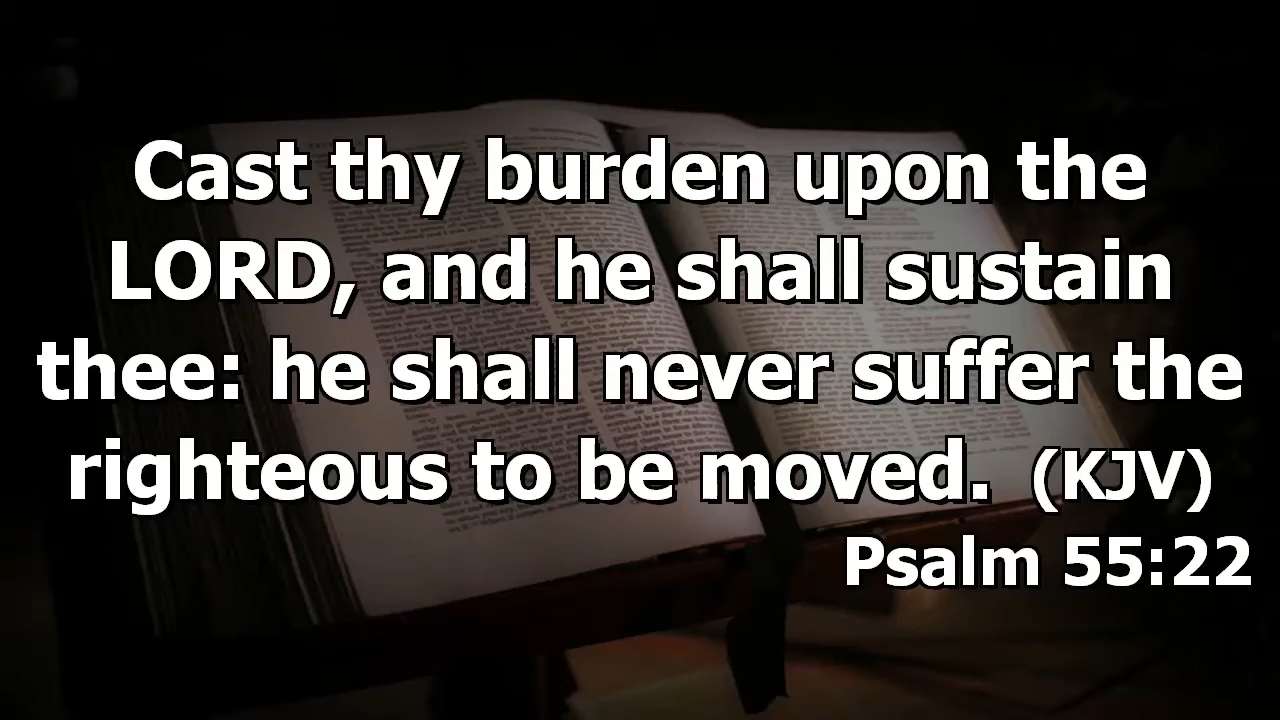 Cast thy burden upon the
LORD, and he shall sustain
thee: he shall never suffer the
righteous to be moved. (KJV)
Psalm 55:22